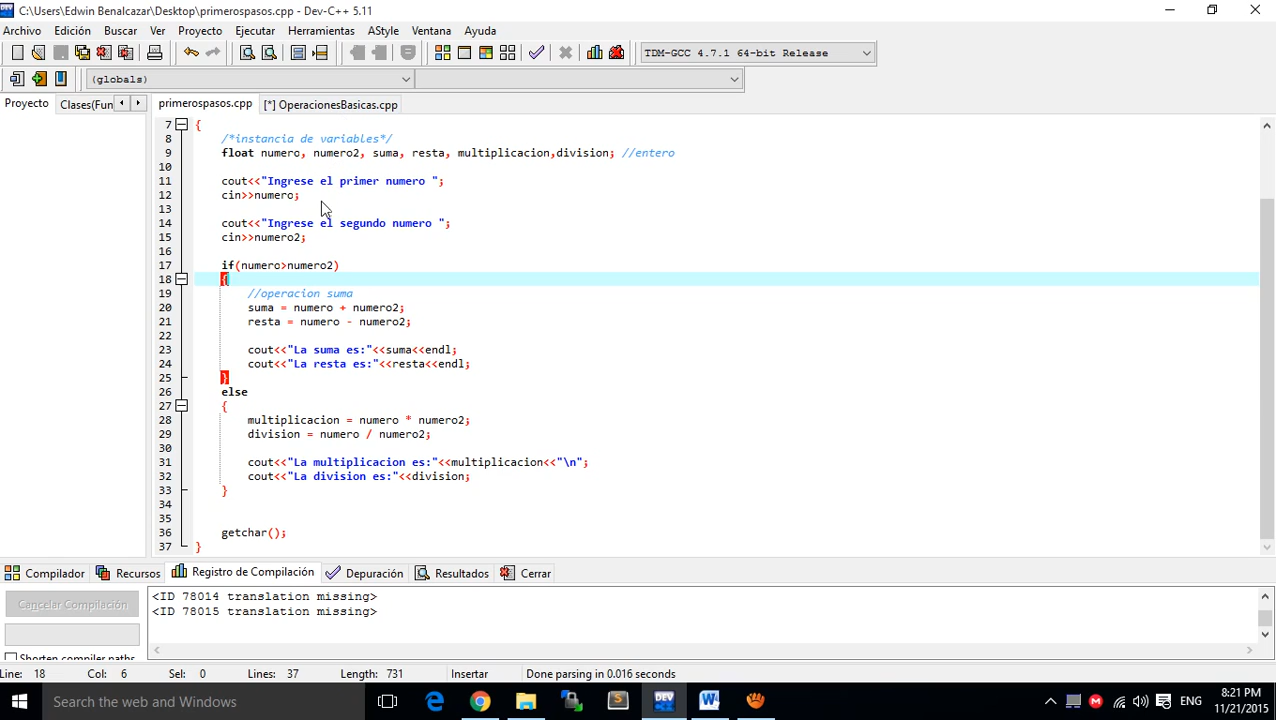 C:\Users\Edwin Benalcazar\Desktop\primerospasos.cpp - Dev-C++ 5.11
Archivo Edición Buscar Ver Proyecto Ejecutar Herramientas AStyle Ventana Ayuda
TDM-GCC 4.7.1 64-bit Release
(globals)
Proyecto Clases(Fun primerospasos.cpp [*] OperacionesBasicas.cpp
7 {
8 /*instancia de variables*/
9 float numero, numero2, suma, resta, multiplicacion,division; //entero
10
11 cout<<"Ingrese el primer numero ";
12 cin>>numero;
13
14 cout<<"Ingrese el segundo numero ";
15 cin>>numero2;
16
17 if(numero>numero2)
18 {
19 //operacion suma
20 suma = numero + numero2;
21 resta = numero - numero2;
22
23 cout<<"La suma es:"<<suma<<endl;
24 cout<<"La resta es:"<<resta<<endl;
25 }
26 else
27 {
28 multiplicacion = numero * numero2;
29 division = numero / numero2;
30
31 cout<<"La multiplicacion es:"<<multiplicacion<<"\n";
32 cout<<"La division es:"<<division;
33 }
34
35
36 getchar();
37 }
Compilador Recursos Registro de Compilación Depuración Resultados Cerrar
Cancelar Compilación
<ID 78014 translation missing>
<ID 78015 translation missing>
Shorten compiler paths
Line: 18 Col: 6 Sel: 0 Lines: 37 Length: 731 Insertar Done parsing in 0.016 seconds
Search the web and Windows
DEV
ENG
8:21 PM
11/21/2015